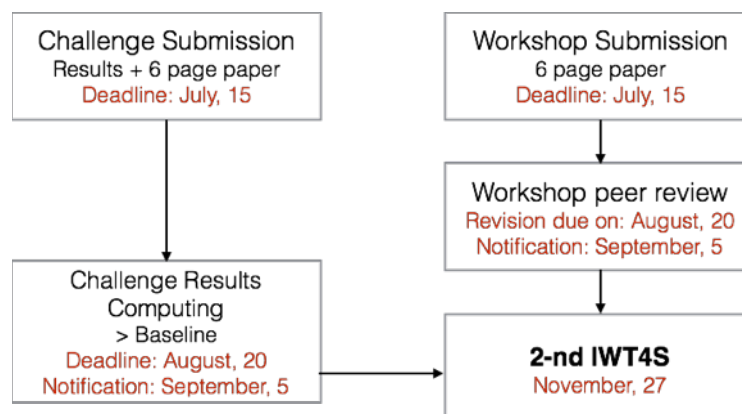 Challenge Submission
Results + 6 page paper
Deadline: July, 15
Workshop Submission
6 page paper
Deadline: July, 15
Workshop peer review
Revision due on: August, 20
Notification: September, 5
Challenge Results
Computing
> Baseline
Deadline: August, 20
Notification: September, 5
2-nd IWT4S
November, 27